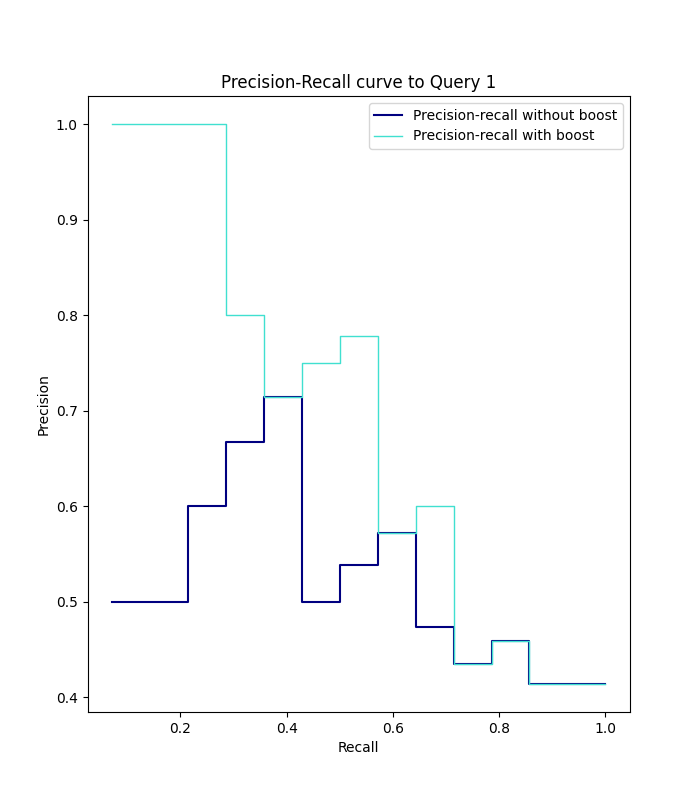 Precision-Recall curve to Query 1
Precision-recall without boost
Precision-recall with boost
1.0
0.9
0.8
0.7
0.6
0.5
0.4
Precision
0.2
0.4
0.6
0.8
1.0
Recall